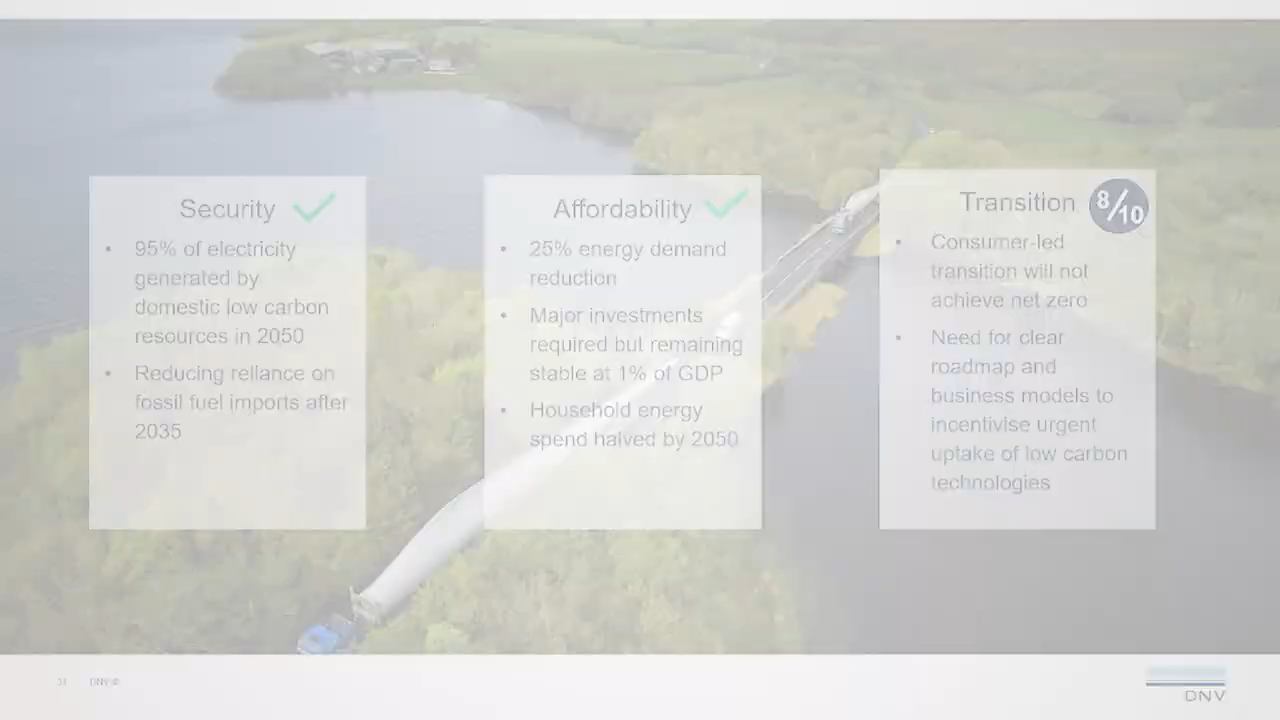 Security
• 95% of electricity
generated by
domestic low carbon
resources in 2050
• Reducing reliance on
fossil fuel imports after
2035
Affordability
• 25% energy demand
reduction
• Major investments
required but remaining
stable at 1% of GDP
• Household energy
spend halved by 2050
Transition 8/10
• Consumer-led
transition will not
achieve net zero
• Need for clear
roadmap and
business models to
incentivise urgent
uptake of low carbon
technologies
DNV ©
DNV